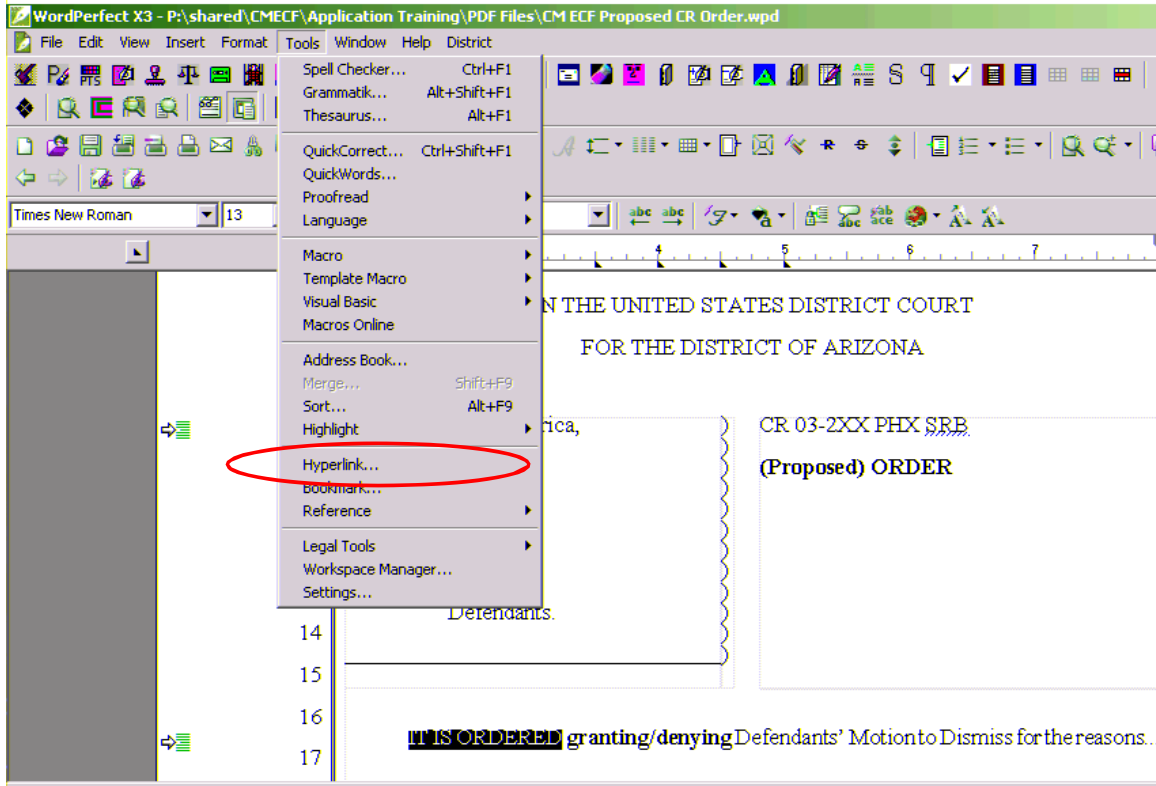 WordPerfect X3 - P:\shared\CMECF\Application Training\PDF Files\CM ECF Proposed CR Order.wpd
File Edit View Insert Format Tools Window Help District
Times New Roman 13
Spell Checker... Ctrl+F1
Grammatik... Alt+Shift+F1
Thesaurus... Alt+F1
QuickCorrect... Ctrl+Shift+F1
QuickWords...
Proofread
Language
Macro
Template Macro
Visual Basic
Macros Online
Address Book...
Merge... Shift+F9
Sort... Alt+F9
Highlight
Hyperlink...
Bookmark...
Reference
Legal Tools
Workspace Manager...
Settings...
4 5 6 7
N THE UNITED STATES DISTRICT COURT
FOR THE DISTRICT OF ARIZONA
rica,
CR 03-2XX PHX SRB
(Proposed) ORDER
Defendants.
14
15
16
IT IS ORDERED granting/denying Defendants' Motion to Dismiss for the reasons...
17